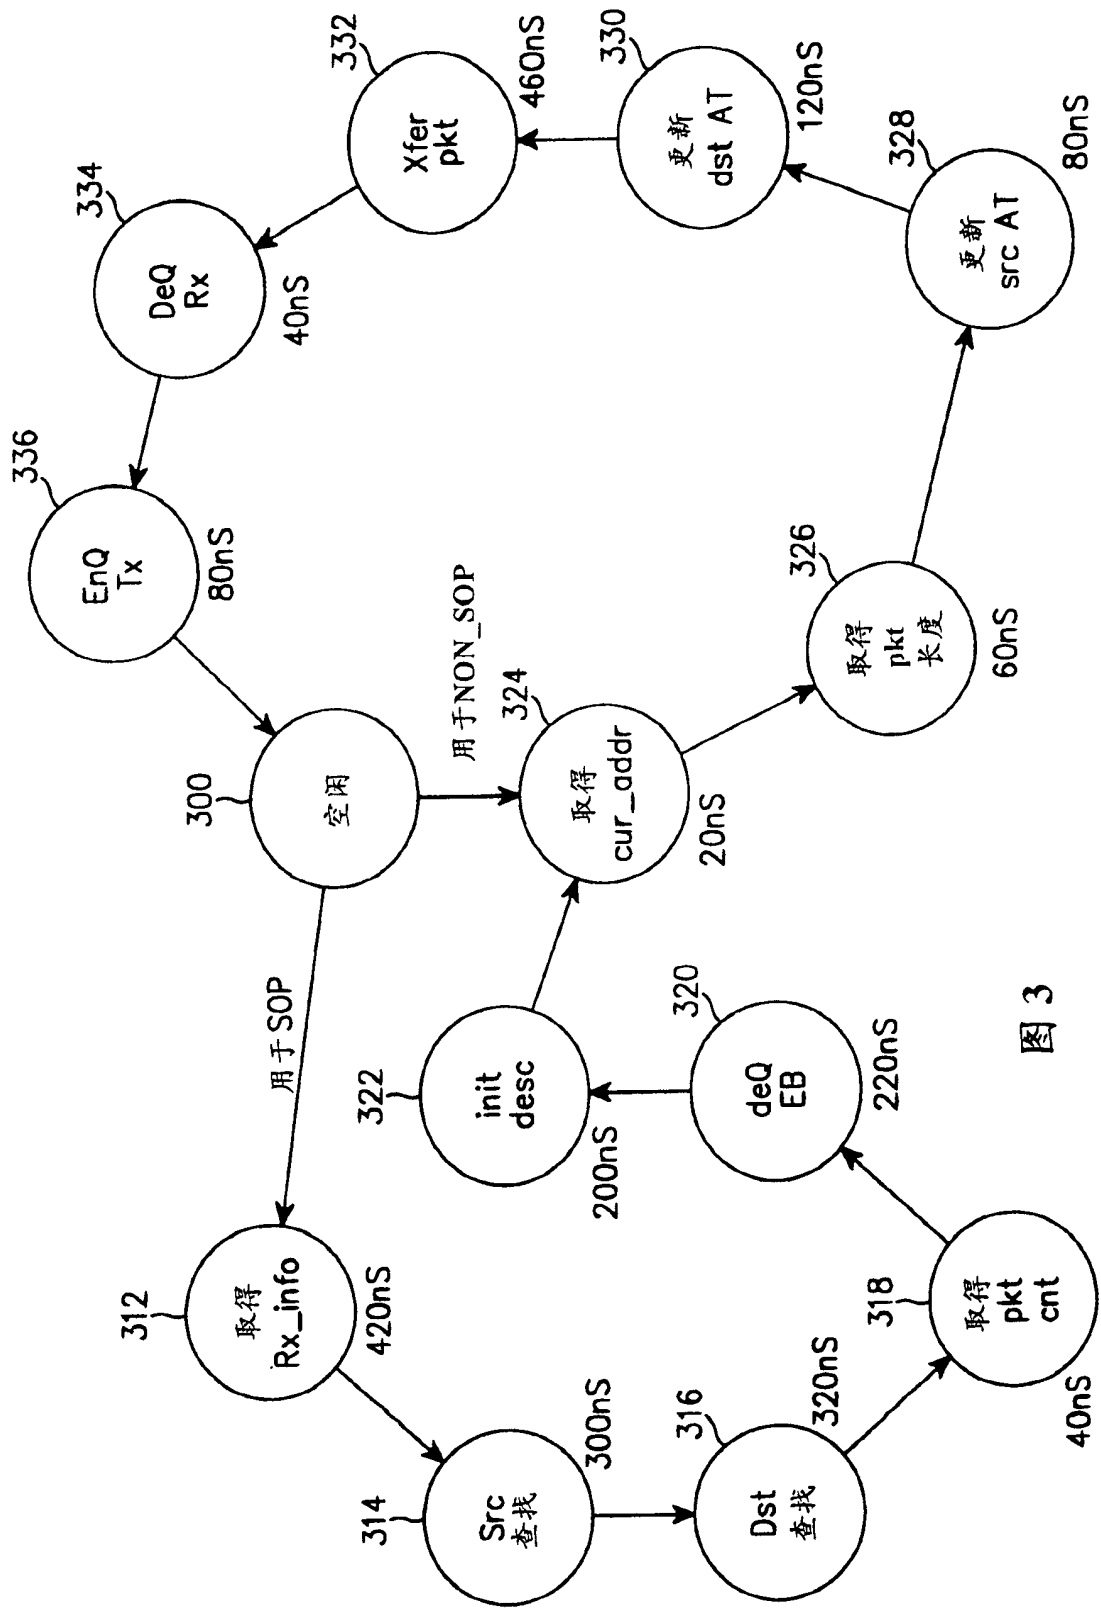 300
空闲
用于SOP
用于NON_SOP
312
取得
Rx_info
420nS
314
Src
查找
300nS
316
Dst
查找
320nS
318
取得
pkt
cnt
40nS
320
deQ
EB
220nS
322
init
desc
200nS
324
取得
cur_addr
20nS
326
取得
pkt
长度
60nS
328
更新
src AT
80nS
330
更新
dst AT
120nS
332
Xfer
pkt
460nS
334
DeQ
Rx
40nS
336
EnQ
Tx
80nS
图 3